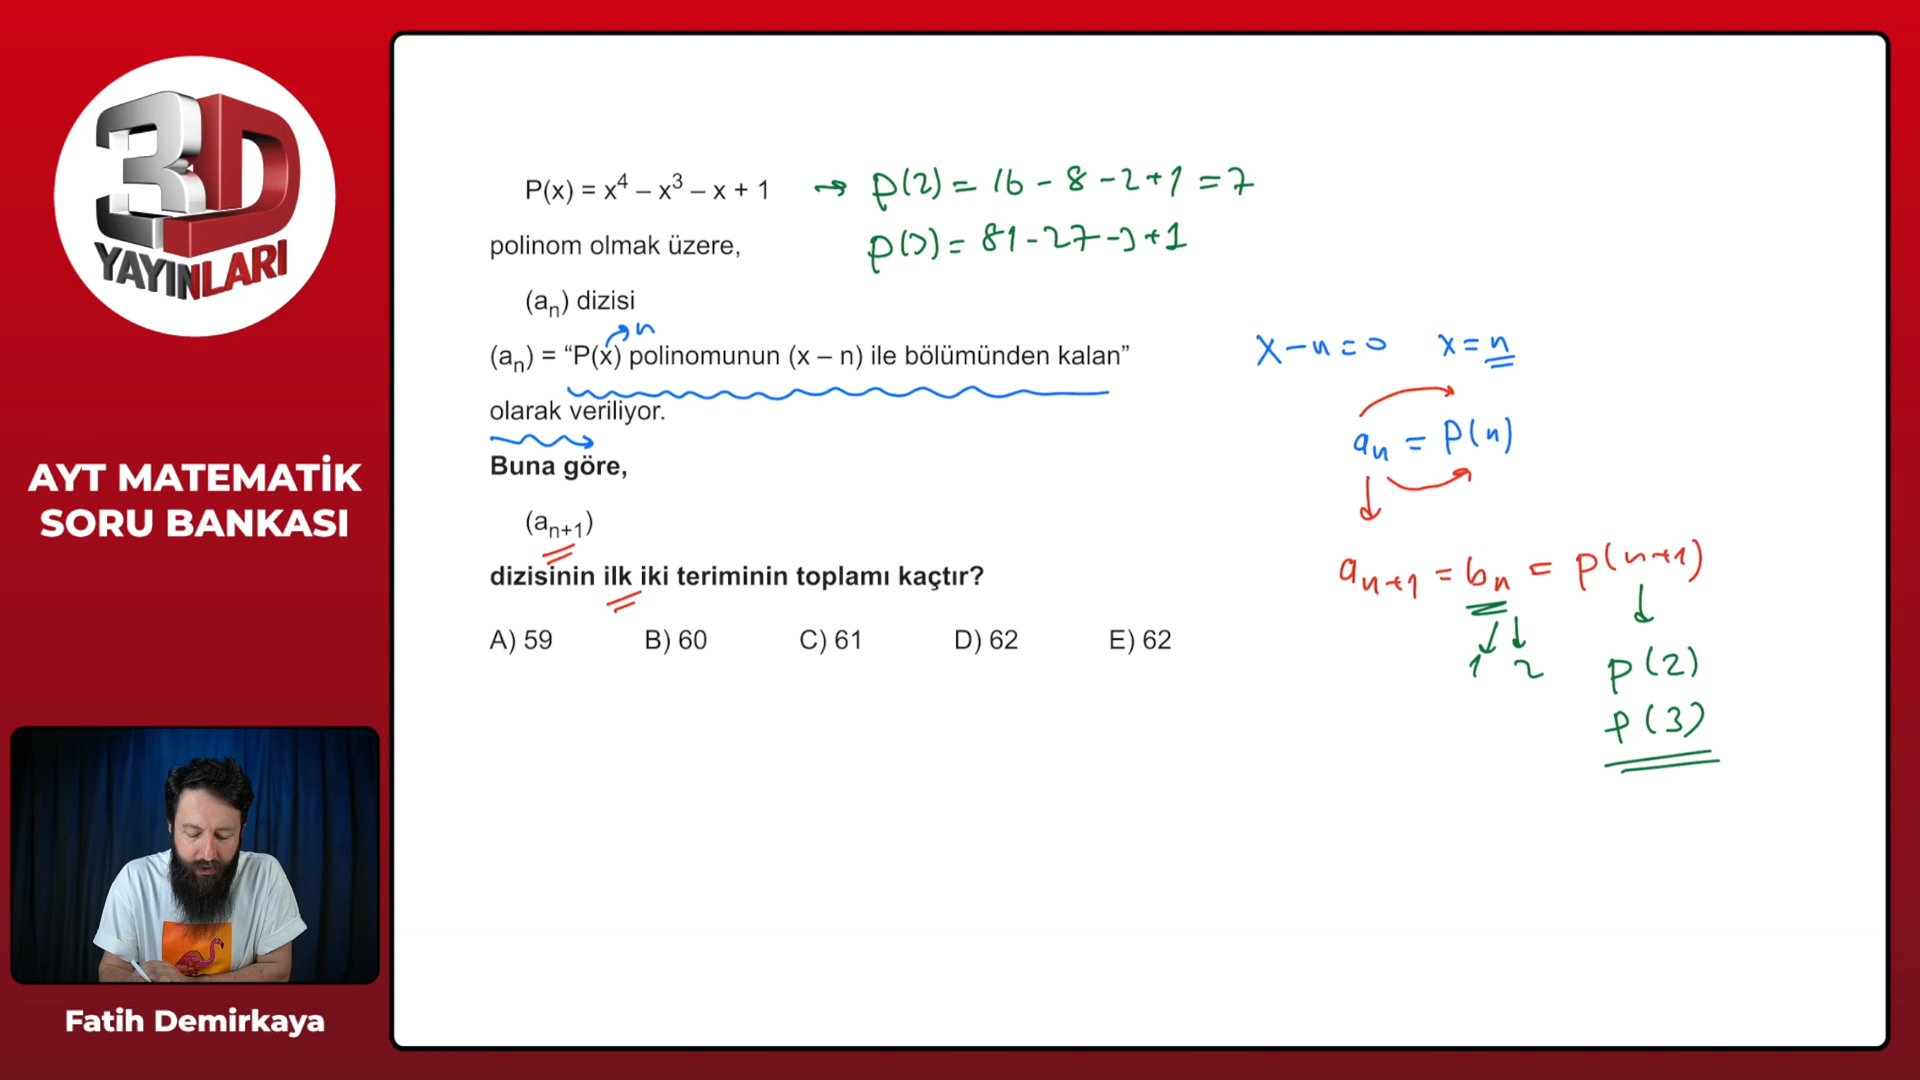 3D
YAYINLARI
AYT MATEMATİK
SORU BANKASI
Fatih Demirkaya
P(x) = x⁴ – x³ – x + 1 → p(2) = 16 - 8 - 2 + 1 = 7
polinom olmak üzere, p(3) = 81 - 27 - 3 + 1
(aₙ) dizisi
n
(aₙ) = “P(x) polinomunun (x – n) ile bölümünden kalan” x - n = 0 x = n
olarak veriliyor.
aₙ = P(n)
Buna göre,
(aₙ₊₁)
aₙ₊₁ = bₙ = p(n+1)
dizisinin ilk iki teriminin toplamı kaçtır?
A) 59 B) 60 C) 61 D) 62 E) 62
1 2 p(2)
p(3)